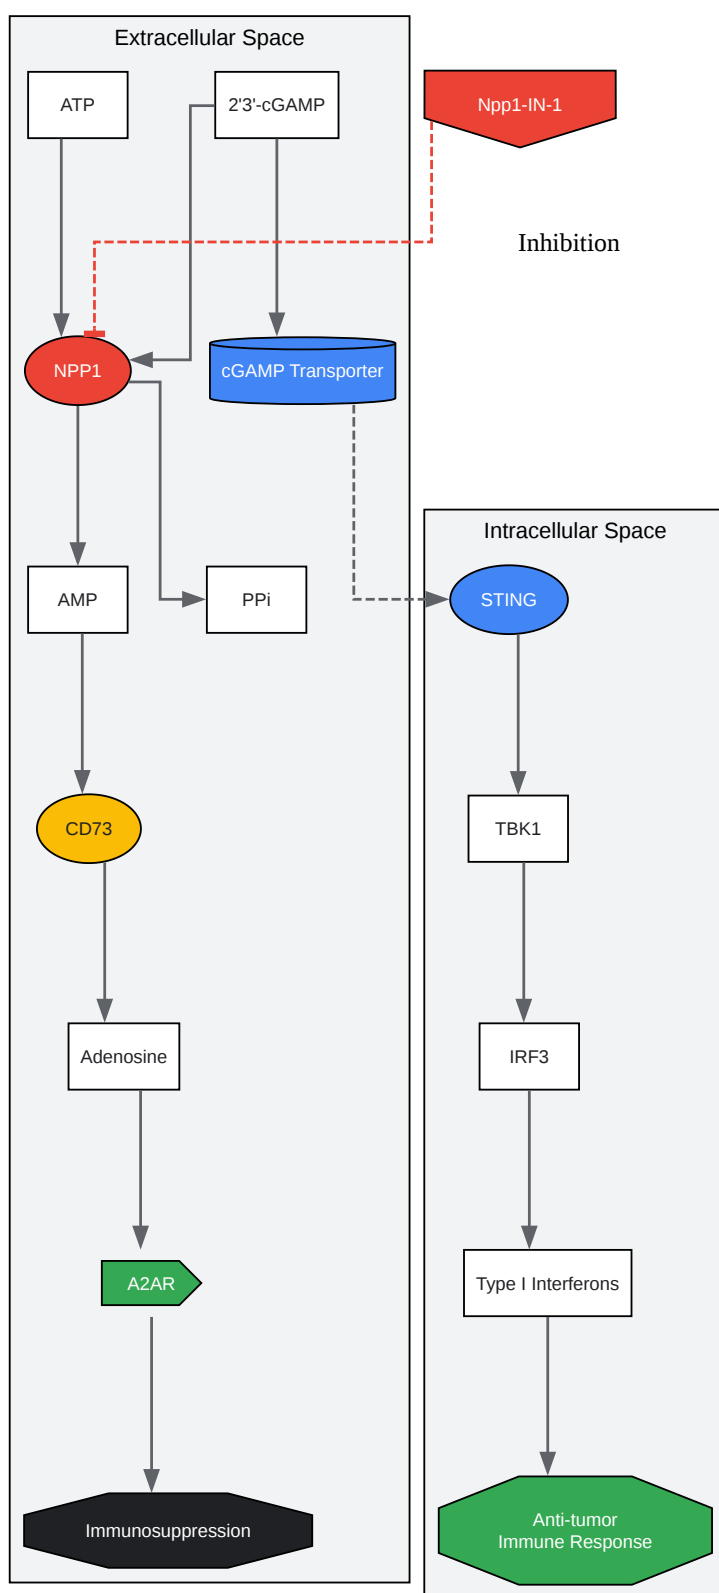 Extracellular Space
ATP
2'3'-cGAMP
Npp1-IN-1
Inhibition
NPP1
cGAMP Transporter
Intracellular Space
AMP
PPi
STING
CD73
TBK1
Adenosine
IRF3
A2AR
Type I Interferons
Immunosuppression
Anti-tumor
Immune Response